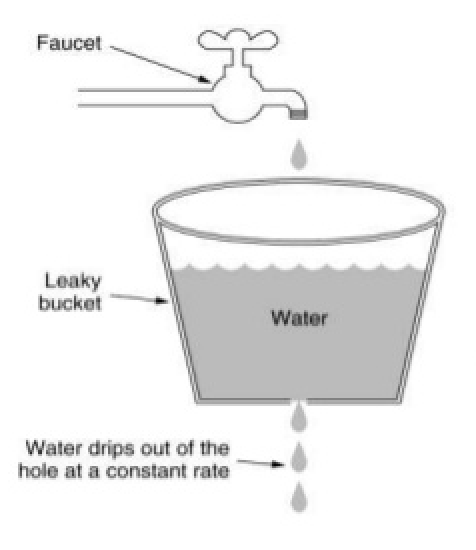 Faucet
Leaky
bucket
Water
Water drips out of the
hole at a constant rate